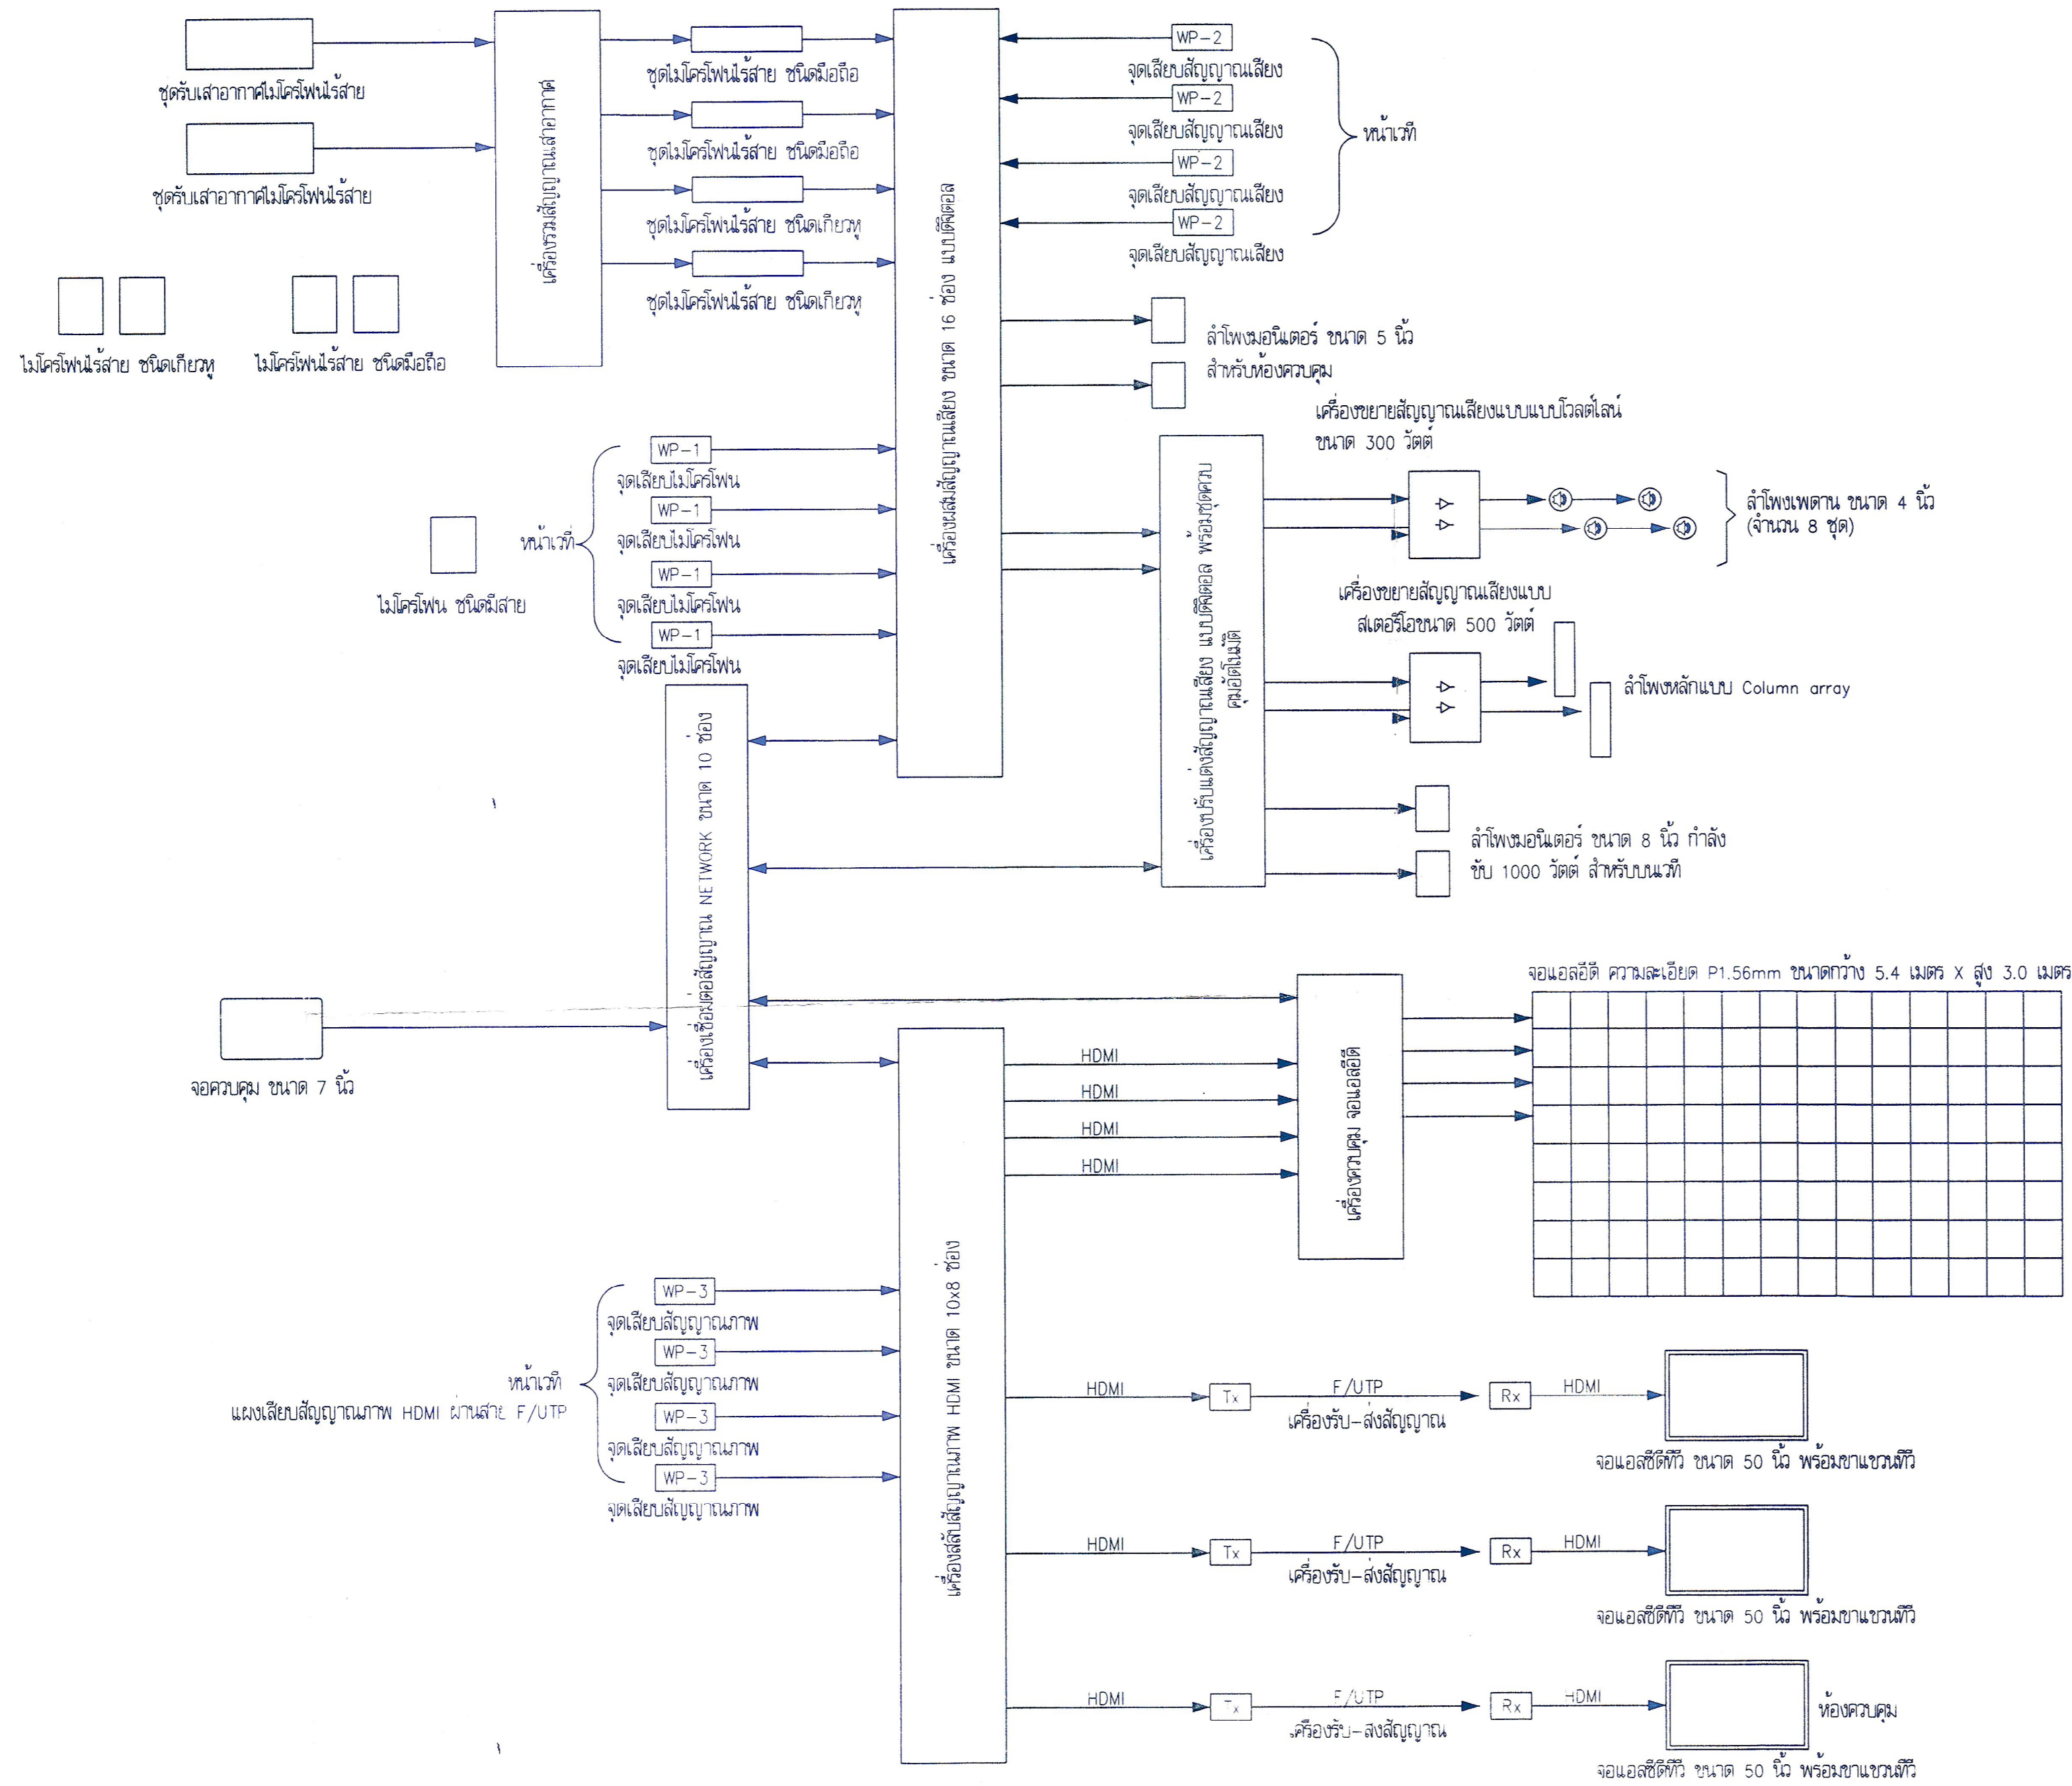 ชุดรับเสาอากาศไมโครโฟนไร้สาย
ชุดรับเสาอากาศไมโครโฟนไร้สาย
เครื่องรวมสัญญาณเสาอากาศ
ชุดไมโครโฟนไร้สาย ชนิดมือถือ
ชุดไมโครโฟนไร้สาย ชนิดมือถือ
ชุดไมโครโฟนไร้สาย ชนิดเกี่ยวหู
ชุดไมโครโฟนไร้สาย ชนิดเกี่ยวหู
ไมโครโฟนไร้สาย ชนิดเกี่ยวหู
ไมโครโฟนไร้สาย ชนิดมือถือ
เครื่องผสมสัญญาณเสียง ขนาด 16 ช่อง แบบดิจิตอล
WP-2
จุดเสียบสัญญาณเสียง
WP-2
จุดเสียบสัญญาณเสียง
WP-2
จุดเสียบสัญญาณเสียง
WP-2
จุดเสียบสัญญาณเสียง
หน้าเวที
ลำโพงมอนิเตอร์ ขนาด 5 นิ้ว
สำหรับห้องควบคุม
WP-1
จุดเสียบไมโครโฟน
WP-1
จุดเสียบไมโครโฟน
WP-1
จุดเสียบไมโครโฟน
WP-1
จุดเสียบไมโครโฟน
หน้าเวที
ไมโครโฟน ชนิดมีสาย
เครื่องปรับแต่งสัญญาณเสียง แบบดิจิตอล พร้อมชุดควบ
คุมอัตโนมัติ
เครื่องขยายสัญญาณเสียงแบบแบบโวลต์ไลน์
ขนาด 300 วัตต์
ลำโพงเพดาน ขนาด 4 นิ้ว
(จำนวน 8 ชุด)
เครื่องขยายสัญญาณเสียงแบบ
สเตอริโอขนาด 500 วัตต์
ลำโพงหลักแบบ Column array
ลำโพงมอนิเตอร์ ขนาด 8 นิ้ว กำลัง
ขับ 1000 วัตต์ สำหรับบนเวที
เครื่องเชื่อมต่อสัญญาณ NETWORK ขนาด 10 ช่อง
จอควบคุม ขนาด 7 นิ้ว
จอแอลอีดี ความละเอียด P1.56mm ขนาดกว้าง 5.4 เมตร X สูง 3.0 เมตร
เครื่องควบคุม จอแอลอีดี
HDMI
HDMI
HDMI
HDMI
เครื่องสลับสัญญาณภาพ HDMI ขนาด 10x8 ช่อง
WP-3
จุดเสียบสัญญาณภาพ
WP-3
จุดเสียบสัญญาณภาพ
WP-3
จุดเสียบสัญญาณภาพ
WP-3
จุดเสียบสัญญาณภาพ
หน้าเวที
แผงเสียบสัญญาณภาพ HDMI ผ่านสาย F/UTP
HDMI Tx F/UTP Rx HDMI
เครื่องรับ-ส่งสัญญาณ
จอแอลซีดีทีวี ขนาด 50 นิ้ว พร้อมขาแขวนทีวี
HDMI Tx F/UTP Rx HDMI
เครื่องรับ-ส่งสัญญาณ
จอแอลซีดีทีวี ขนาด 50 นิ้ว พร้อมขาแขวนทีวี
HDMI Tx F/UTP Rx HDMI
เครื่องรับ-ส่งสัญญาณ
ห้องควบคุม
จอแอลซีดีทีวี ขนาด 50 นิ้ว พร้อมขาแขวนทีวี